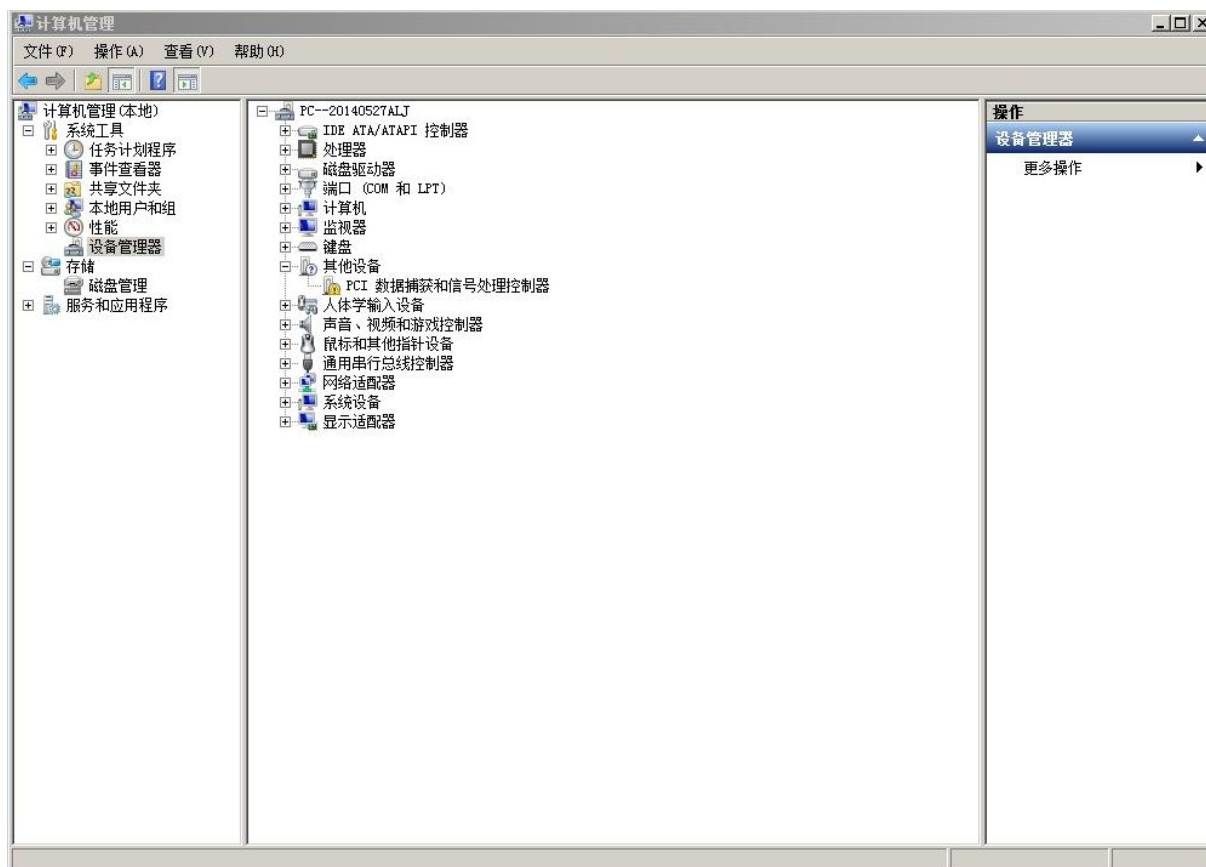 计算机管理
文件(F) 操作(A) 查看(V) 帮助(H)
计算机管理(本地)
系统工具
任务计划程序
事件查看器
共享文件夹
本地用户和组
性能
设备管理器
存储
磁盘管理
服务和应用程序
PC--20140527ALJ
IDE ATA/ATAPI 控制器
处理器
磁盘驱动器
端口 (COM 和 LPT)
计算机
监视器
键盘
其他设备
PCI 数据捕获和信号处理控制器
人体学输入设备
声音、视频和游戏控制器
鼠标和其他指针设备
通用串行总线控制器
网络适配器
系统设备
显示适配器
操作
设备管理器
更多操作